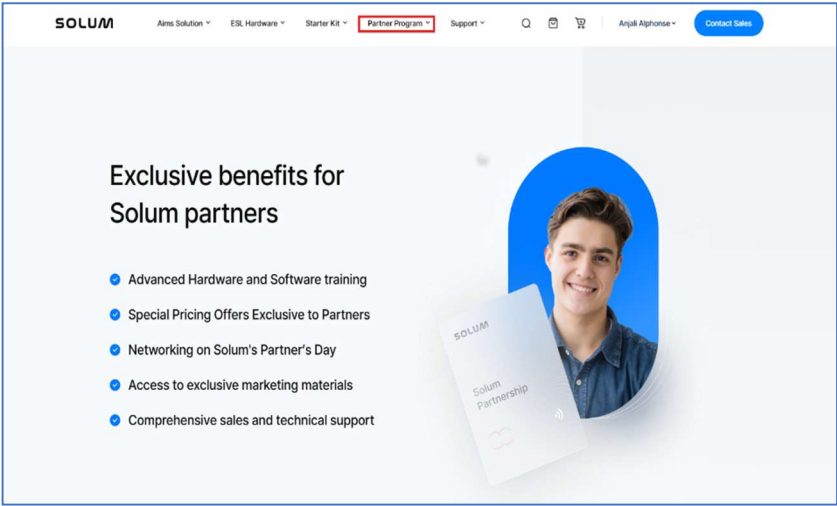 SOLUM
Aims Solution
ESL Hardware
Starter Kit
Partner Program
Support
Anjali Alphonse
Contact Sales
Exclusive benefits for
Solum partners
Advanced Hardware and Software training
Special Pricing Offers Exclusive to Partners
Networking on Solum's Partner's Day
Access to exclusive marketing materials
Comprehensive sales and technical support
SOLUM
Solum
Partnership